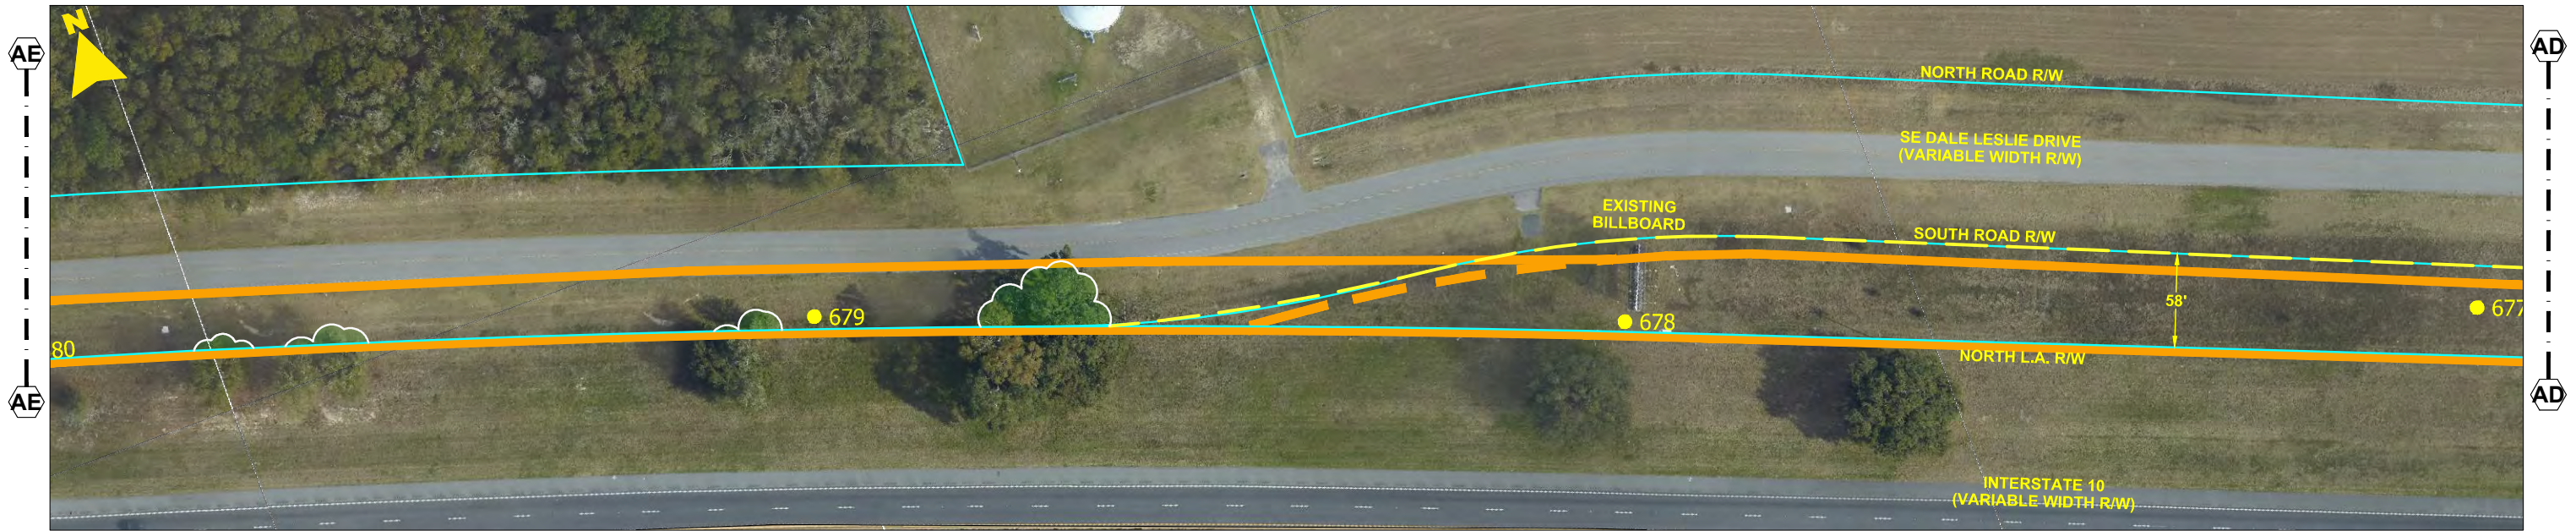 N
AE
AD
NORTH ROAD R/W
SE DALE LESLIE DRIVE
(VARIABLE WIDTH R/W)
EXISTING
BILLBOARD
SOUTH ROAD R/W
58'
679
678
677
80
NORTH L.A. R/W
AE
AD
INTERSTATE 10
(VARIABLE WIDTH R/W)